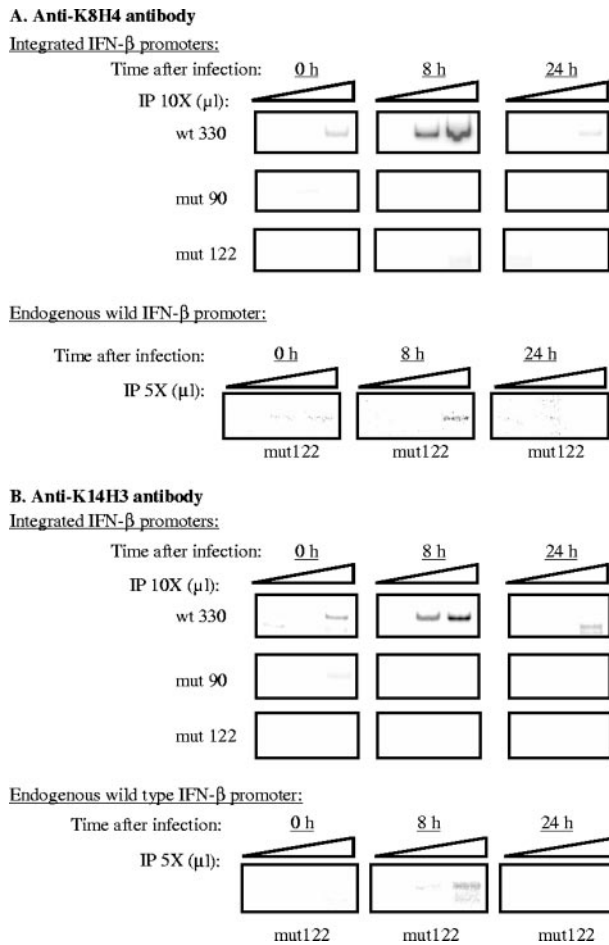 A. Anti-K8H4 antibody
Integrated IFN-β promoters:
Time after infection: 0 h 8 h 24 h
IP 10X (µl):
wt 330
mut 90
mut 122
Endogenous wild IFN-β promoter:
Time after infection: 0 h 8 h 24 h
IP 5X (µl):
mut122 mut122 mut122
B. Anti-K14H3 antibody
Integrated IFN-β promoters:
Time after infection: 0 h 8 h 24 h
IP 10X (µl):
wt 330
mut 90
mut 122
Endogenous wild type IFN-β promoter:
Time after infection: 0 h 8 h 24 h
IP 5X (µl):
mut122 mut122 mut122